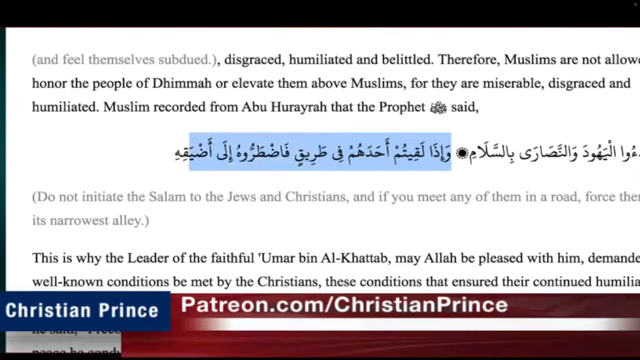 (and feel themselves subdued.), disgraced, humiliated and belittled. Therefore, Muslims are not
honor the people of Dhimmah or elevate them above Muslims, for they are miserable, disgraced and
humiliated. Muslim recorded from Abu Hurayrah that the Prophet ﷺ said,
الْيَهُودَ وَالنَّصَارَى بِالسَّلَامِ وَإِذَا لَقِيتُمْ أَحَدَهُمْ فِي طَرِيقٍ فَاضْطَرُّوهُ إِلَى أَضْيَقِهِ
(Do not initiate the Salam to the Jews and Christians, and if you meet any of them in a road, force
its narrowest alley.)
This is why the Leader of the faithful 'Umar bin Al-Khattab, may Allah be pleased with him,
well-known conditions be met by the Christians, these conditions that ensured their continued
Christian Prince
Patreon.com/ChristianPrince